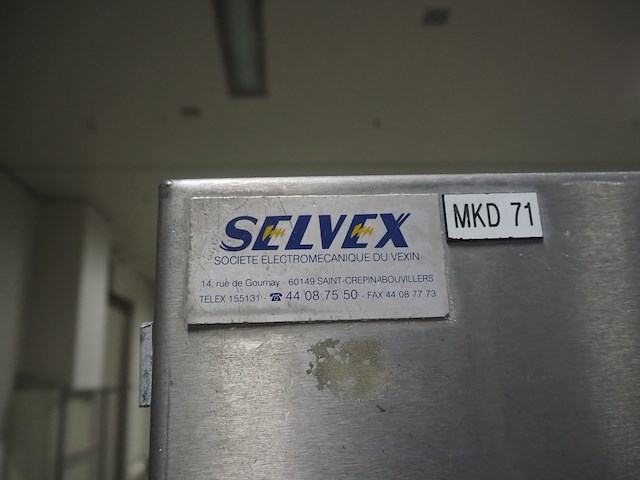 SELVEX
SOCIETE ELECTROMECANIQUE DU VEXIN
14, rue de Gournay - 60149 SAINT-CREPIN-IBOUVILLERS
TELEX 155131 - ☎ 44 08 75 50 - FAX 44 08 77 73
MKD 71